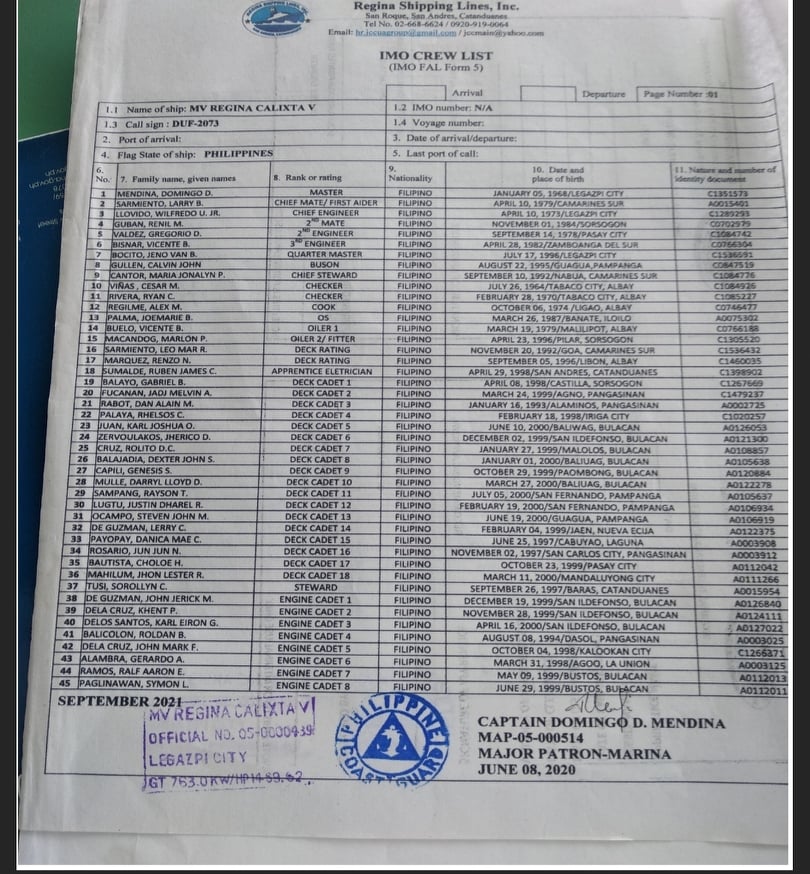 Regina Shipping Lines, Inc.
San Roque, San Andres, Catanduanes
Tel No. 02-668-6624 / 0920-919-0064
Email: hr.jccuagroup@gmail.com / jccmain@yahoo.com
IMO CREW LIST
(IMO FAL Form 5)
Arrival Departure Page Number :01
1.1 Name of ship: MV REGINA CALIXTA V 1.2 IMO number: N/A
1.3 Call sign : DUF-2073 1.4 Voyage number:
2. Port of arrival: 3. Date of arrival/departure:
4. Flag State of ship: PHILIPPINES 5. Last port of call:
6. No. 7. Family name, given names 8. Rank or rating 9. Nationality 10. Date and place of birth 11. Nature and number of identity document
1 MENDINA, DOMINGO D. MASTER FILIPINO JANUARY 05, 1968/LEGAZPI CITY C1351573
2 SARMIENTO, LARRY B. CHIEF MATE/ FIRST AIDER FILIPINO APRIL 10, 1979/CAMARINES SUR A0015401
3 LLOVIDO, WILFREDO U. JR. CHIEF ENGINEER FILIPINO APRIL 10, 1973/LEGAZPI CITY C1289293
4 GUBAN, RENIL M. 2ND MATE FILIPINO NOVEMBER 01, 1984/SORSOGON C0702979
5 VALDEZ, GREGORIO D. 2ND ENGINEER FILIPINO SEPTEMBER 14, 1978/PASAY CITY C1084742
6 BISNAR, VICENTE B. 3RD ENGINEER FILIPINO APRIL 28, 1982/ZAMBOANGA DEL SUR C0766304
7 BOCITO, JENO VAN B. QUARTER MASTER FILIPINO JULY 17, 1996/LEGAZPI CITY C1536591
8 GUILLEN, CALVIN JOHN BUSON FILIPINO AUGUST 22, 1995/GUAGUA,PAMPANGA C0847519
9 CANTOR, MARIA JONALYN P. CHIEF STEWARD FILIPINO SEPTEMBER 10, 1992/NABUA, CAMARINES SUR C1084776
10 VIÑAS , CESAR M. CHECKER FILIPINO JULY 26, 1964/TABACO CITY, ALBAY C1084926
11 RIVERA, RYAN C. CHECKER FILIPINO FEBRUARY 28, 1970/TABACO CITY, ALBAY C1085227
12 REGILME, ALEX M. COOK FILIPINO OCTOBER 06, 1974 /LIGAO, ALBAY C0746477
13 PALMA, JOEMARIE B. OS FILIPINO MARCH 26, 1987/BANATE, ILOILO A0075302
14 BUELO, VICENTE B. OILER 1 FILIPINO MARCH 19, 1979/MALILIPOT, ALBAY C0766188
15 MACANDOG, MARLON P. OILER 2/ FITTER FILIPINO APRIL 23, 1996/PILAR, SORSOGON C1305520
16 SARMIENTO, LEO MAR R. DECK RATING FILIPINO NOVEMBER 20, 1992/GOA, CAMARINES SUR C1536432
17 MARQUEZ, RENZO N. DECK RATING FILIPINO SEPTEMBER 05, 1996/LIBON, ALBAY C1460035
18 SUMALDE, RUBEN JAMES C. APPRENTICE ELETRICIAN FILIPINO APRIL 29, 1998/SAN ANDRES, CATANDUANES C1398902
19 BALAYO, GABRIEL B. DECK CADET 1 FILIPINO APRIL 08, 1998/CASTILLA, SORSOGON C1267669
20 FUCANAN, JADJ MELVIN A. DECK CADET 2 FILIPINO MARCH 24, 1999/AGNO, PANGASINAN C1479237
21 RABOT, DAN ALAIN M. DECK CADET 3 FILIPINO JANUARY 16, 1993/ALAMINOS, PANGASINAN A0002725
22 PALAYA, RHELSOS C. DECK CADET 4 FILIPINO FEBRUARY 18, 1998/IRIGA CITY C1020257
23 JUAN, KARL JOSHUA O. DECK CADET 5 FILIPINO JUNE 10, 2000/BALIWAG, BULACAN A0126053
24 ZERVOULAKOS, JHERICO D. DECK CADET 6 FILIPINO DECEMBER 02, 1999/SAN ILDEFONSO, BULACAN A0121300
25 CRUZ, ROLITO D.C. DECK CADET 7 FILIPINO JANUARY 27, 1999/MALOLOS, BULACAN A0108857
26 BALAJADIA, DEXTER JOHN S. DECK CADET 8 FILIPINO JANUARY 01, 2000/BALIUAG, BULACAN A0105638
27 CAPILI, GENESIS S. DECK CADET 9 FILIPINO OCTOBER 29, 1999/PAOMBONG, BULACAN A0120884
28 MULLE, DARRYL LLOYD D. DECK CADET 10 FILIPINO MARCH 27, 2000/BALIUAG, BULACAN A0122278
29 SAMPANG, RAYSON T. DECK CADET 11 FILIPINO JULY 05, 2000/SAN FERNANDO, PAMPANGA A0105637
30 LUGTU, JUSTIN DHAREL R. DECK CADET 12 FILIPINO FEBRUARY 19, 2000/SAN FERNANDO, PAMPANGA A0106934
31 OCAMPO, STEVEN JOHN M. DECK CADET 13 FILIPINO JUNE 19, 2000/GUAGUA, PAMPANGA A0106919
32 DE GUZMAN, LERRY C. DECK CADET 14 FILIPINO FEBRUARY 04, 1999/JAEN, NUEVA ECIJA A0122375
33 PAYOPAY, DANICA MAE C. DECK CADET 15 FILIPINO JUNE 25, 1997/CABUYAO, LAGUNA A0003908
34 ROSARIO, JUN JUN N. DECK CADET 16 FILIPINO NOVEMBER 02, 1997/SAN CARLOS CITY, PANGASINAN A0003912
35 BAUTISTA, CHOLOE H. DECK CADET 17 FILIPINO OCTOBER 23, 1999/PASAY CITY A0112042
36 MAHILUM, JHON LESTER R. DECK CADET 18 FILIPINO MARCH 11, 2000/MANDALUYONG CITY A0111266
37 TUSI, SOROLLYN C. STEWARD FILIPINO SEPTEMBER 26, 1997/BARAS, CATANDUANES A0015954
38 DE GUZMAN, JOHN JERICK M. ENGINE CADET 1 FILIPINO DECEMBER 19, 1999/SAN ILDEFONSO, BULACAN A0126840
39 DELA CRUZ, KHENT P. ENGINE CADET 2 FILIPINO NOVEMBER 28, 1999/SAN ILDEFONSO, BULACAN A0124111
40 DELOS SANTOS, KARL EIRON G. ENGINE CADET 3 FILIPINO APRIL 16, 2000/SAN ILDEFONSO, BULACAN A0127022
41 BALICOLON, ROLDAN B. ENGINE CADET 4 FILIPINO AUGUST 08, 1994/DASOL, PANGASINAN A0003025
42 DELA CRUZ, JOHN MARK F. ENGINE CADET 5 FILIPINO OCTOBER 04, 1998/KALOOKAN CITY C1266371
43 ALAMBRA, GERARDO A. ENGINE CADET 6 FILIPINO MARCH 31, 1998/AGOO, LA UNION A0003125
44 RAMOS, RALF AARON E. ENGINE CADET 7 FILIPINO MAY 09, 1999/BUSTOS, BULACAN A0112013
45 PAGLINAWAN, SYMON L. ENGINE CADET 8 FILIPINO JUNE 29, 1999/BUSTOS, BULACAN A0112011
SEPTEMBER 2021
MV REGINA CALIXTA V
OFFICIAL NO. 05-0000439
LEGAZPI CITY
PHILIPPINE COAST GUARD
CAPTAIN DOMINGO D. MENDINA
MAP-05-000514
MAJOR PATRON-MARINA
JUNE 08, 2020